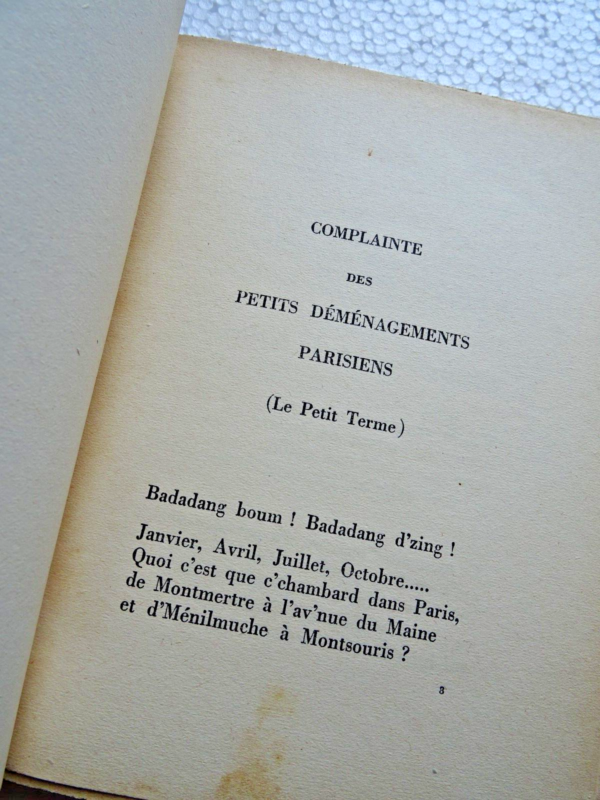 COMPLAINTE
DES
PETITS DÉMÉNAGEMENTS
PARISIENS
(Le Petit Terme)
Badadang boum ! Badadang d'zing !
Janvier, Avril, Juillet, Octobre.....
Quoi c'est que c'chambard dans Paris,
de Montmertre à l'av'nue du Maine
et d'Ménilmuche à Montsouris ?
3